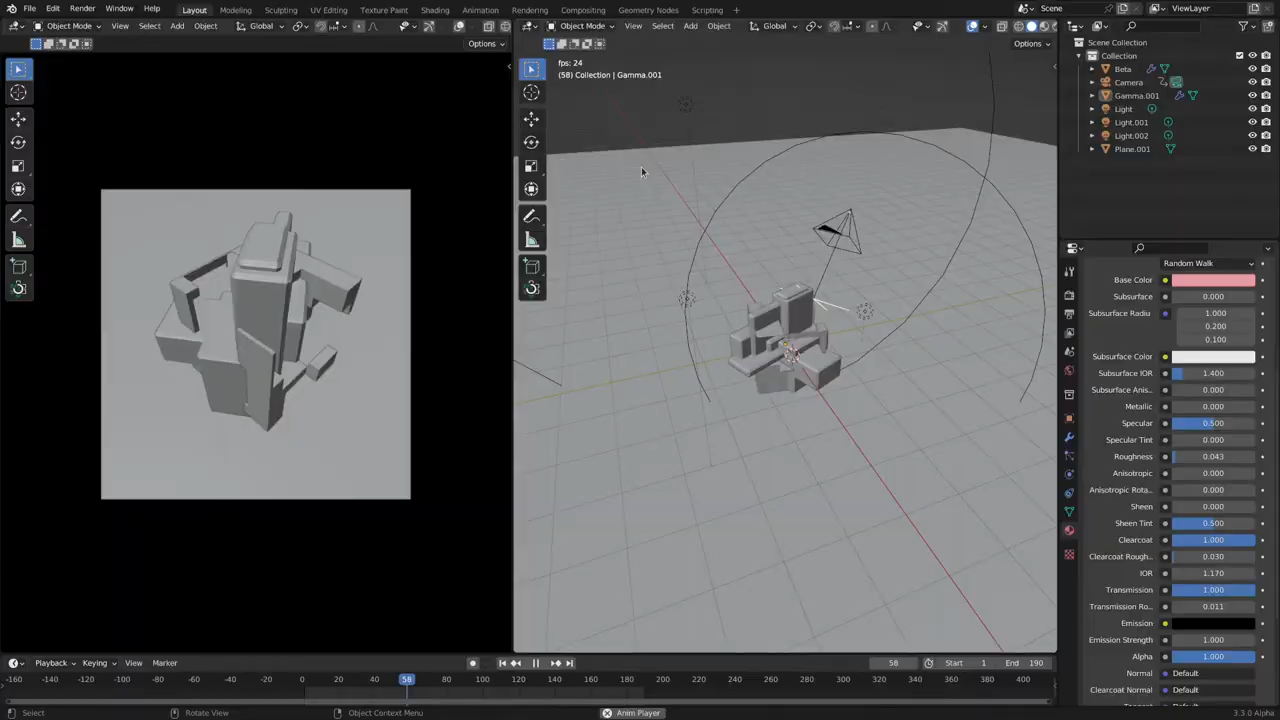 File Edit Render Window Help Layout Modeling Sculpting UV Editing Texture Paint Shading Animation Rendering Compositing Geometry Nodes Scripting + Scene ViewLayer
Object Mode View Select Add Object Global
Object Mode View Select Add Object Global
Options
Options
fps: 24
(58) Collection | Gamma.001
Scene Collection
Collection
Beta
Camera
Gamma.001
Light
Light.001
Light.002
Plane.001
Random Walk
Base Color
Subsurface 0.000
Subsurface Radiu 1.000
0.200
0.100
Subsurface Color
Subsurface IOR 1.400
Subsurface Anis.. 0.000
Metallic 0.000
Specular 0.500
Specular Tint 0.000
Roughness 0.043
Anisotropic 0.000
Anisotropic Rota.. 0.000
Sheen 0.000
Sheen Tint 0.500
Clearcoat 1.000
Clearcoat Rough.. 0.030
IOR 1.170
Transmission 1.000
Transmission Ro... 0.011
Emission
Emission Strength 1.000
Alpha 1.000
Normal Default
Clearcoat Normal Default
Playback Keying View Marker 58 Start 1 End 190
-160 -140 -120 -100 -80 -60 -40 -20 0 20 40 58 80 100 120 140 160 180 200 220 240 260 280 300 320 340 360 380 400
Select Rotate View Object Context Menu Anim Player 3.3.0 Alpha